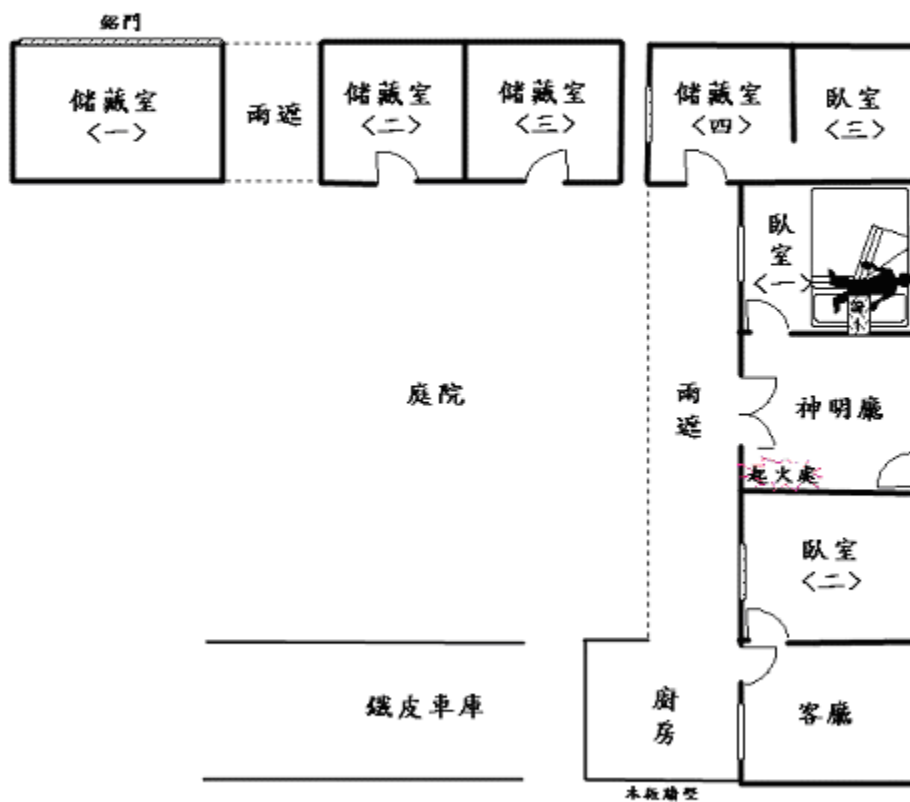 鋁門
儲藏室
<一>
雨遮
儲藏室
<二>
儲藏室
<三>
儲藏室
<四>
臥室
<三>
臥
室
<一>
庭院
雨
遮
神明廳
起火處
臥室
<二>
鐵皮車庫
廚
房
客廳
木板牆壁